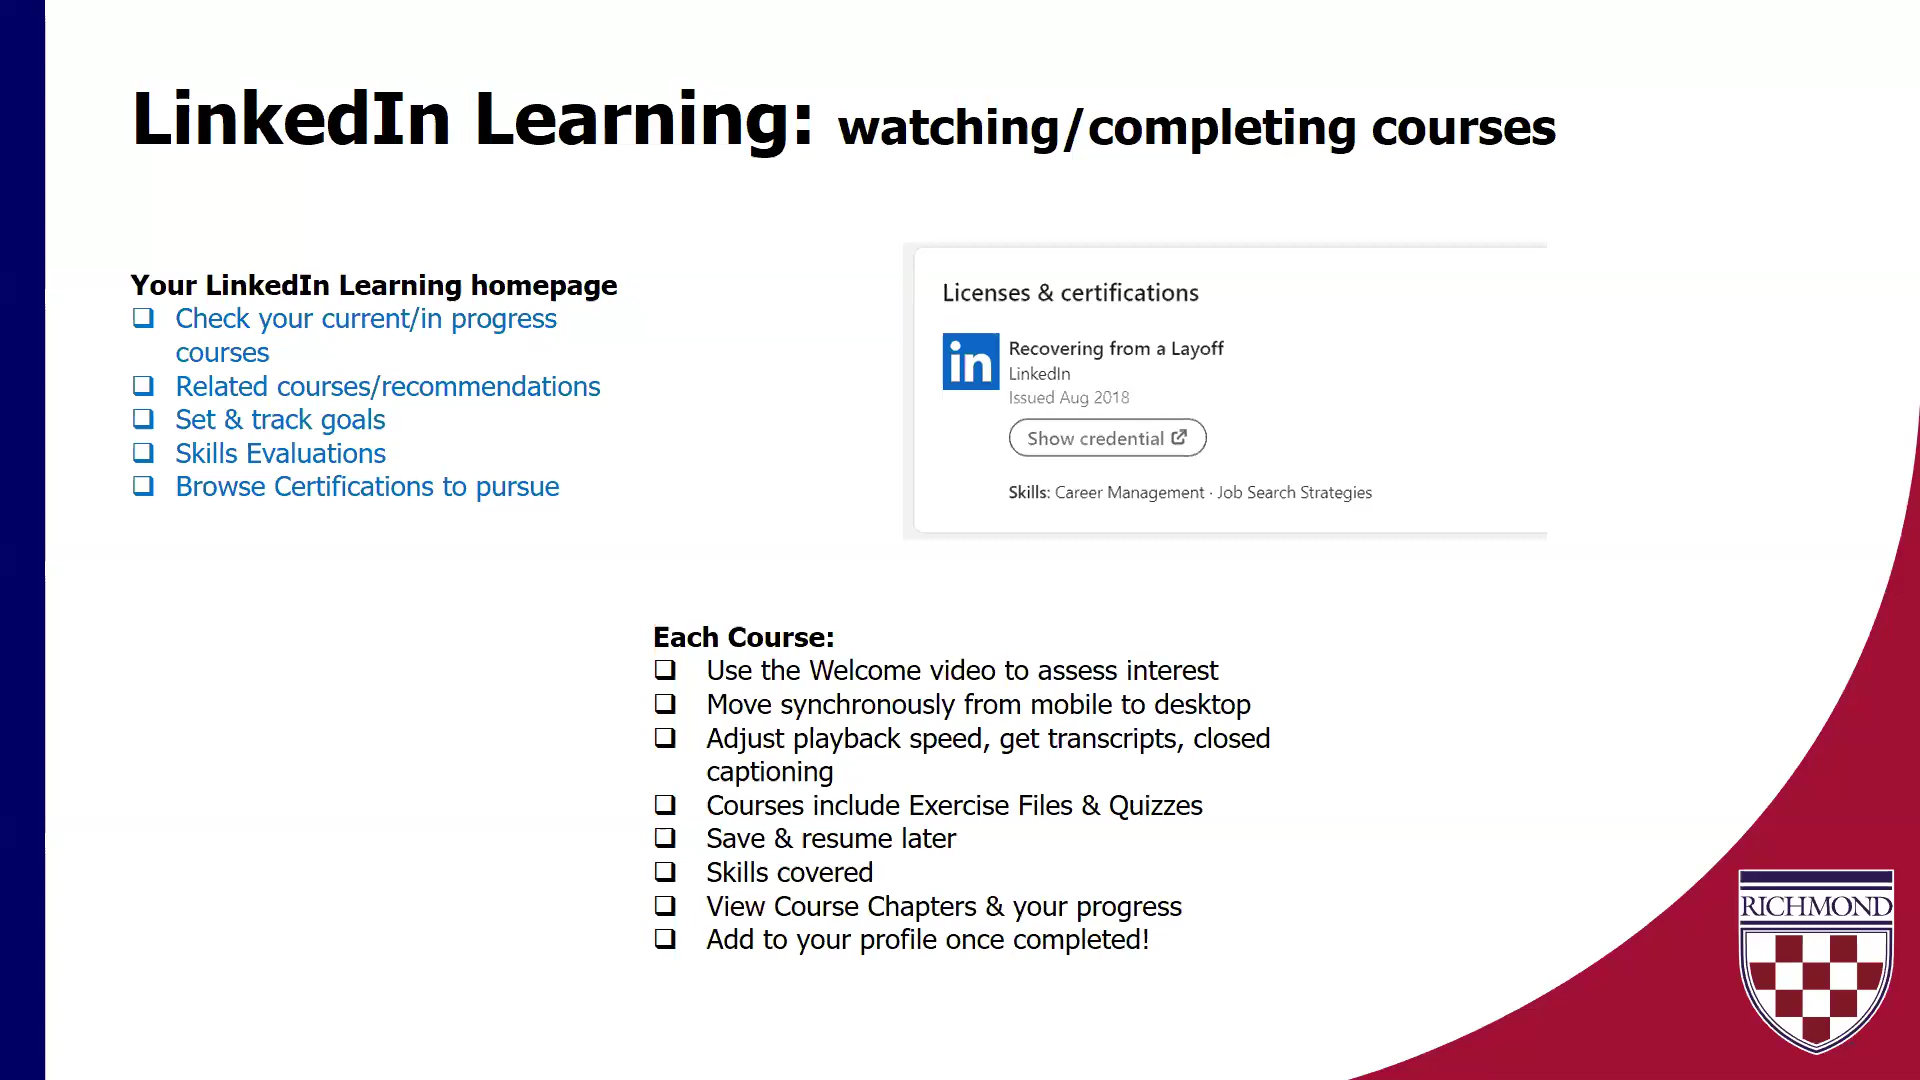 LinkedIn Learning: watching/completing courses
Your LinkedIn Learning homepage
❑ Check your current/in progress
courses
❑ Related courses/recommendations
❑ Set & track goals
❑ Skills Evaluations
❑ Browse Certifications to pursue
Licenses & certifications
in
Recovering from a Layoff
LinkedIn
Issued Aug 2018
Show credential
Skills: Career Management · Job Search Strategies
Each Course:
❑ Use the Welcome video to assess interest
❑ Move synchronously from mobile to desktop
❑ Adjust playback speed, get transcripts, closed
captioning
❑ Courses include Exercise Files & Quizzes
❑ Save & resume later
❑ Skills covered
❑ View Course Chapters & your progress
❑ Add to your profile once completed!
RICHMOND